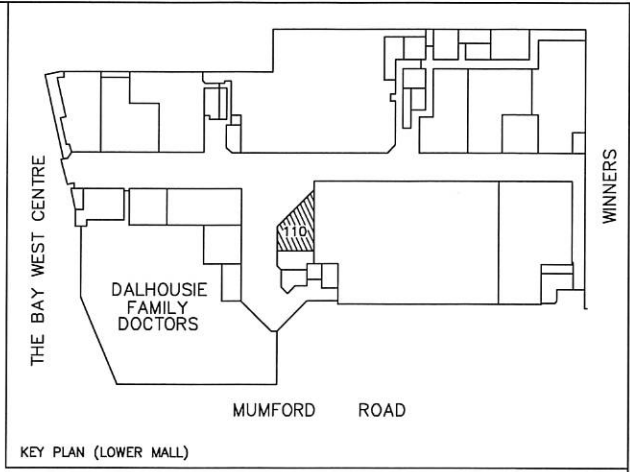 THE BAY WEST CENTRE
WINNERS
110
DALHOUSIE
FAMILY
DOCTORS
MUMFORD ROAD
KEY PLAN (LOWER MALL)